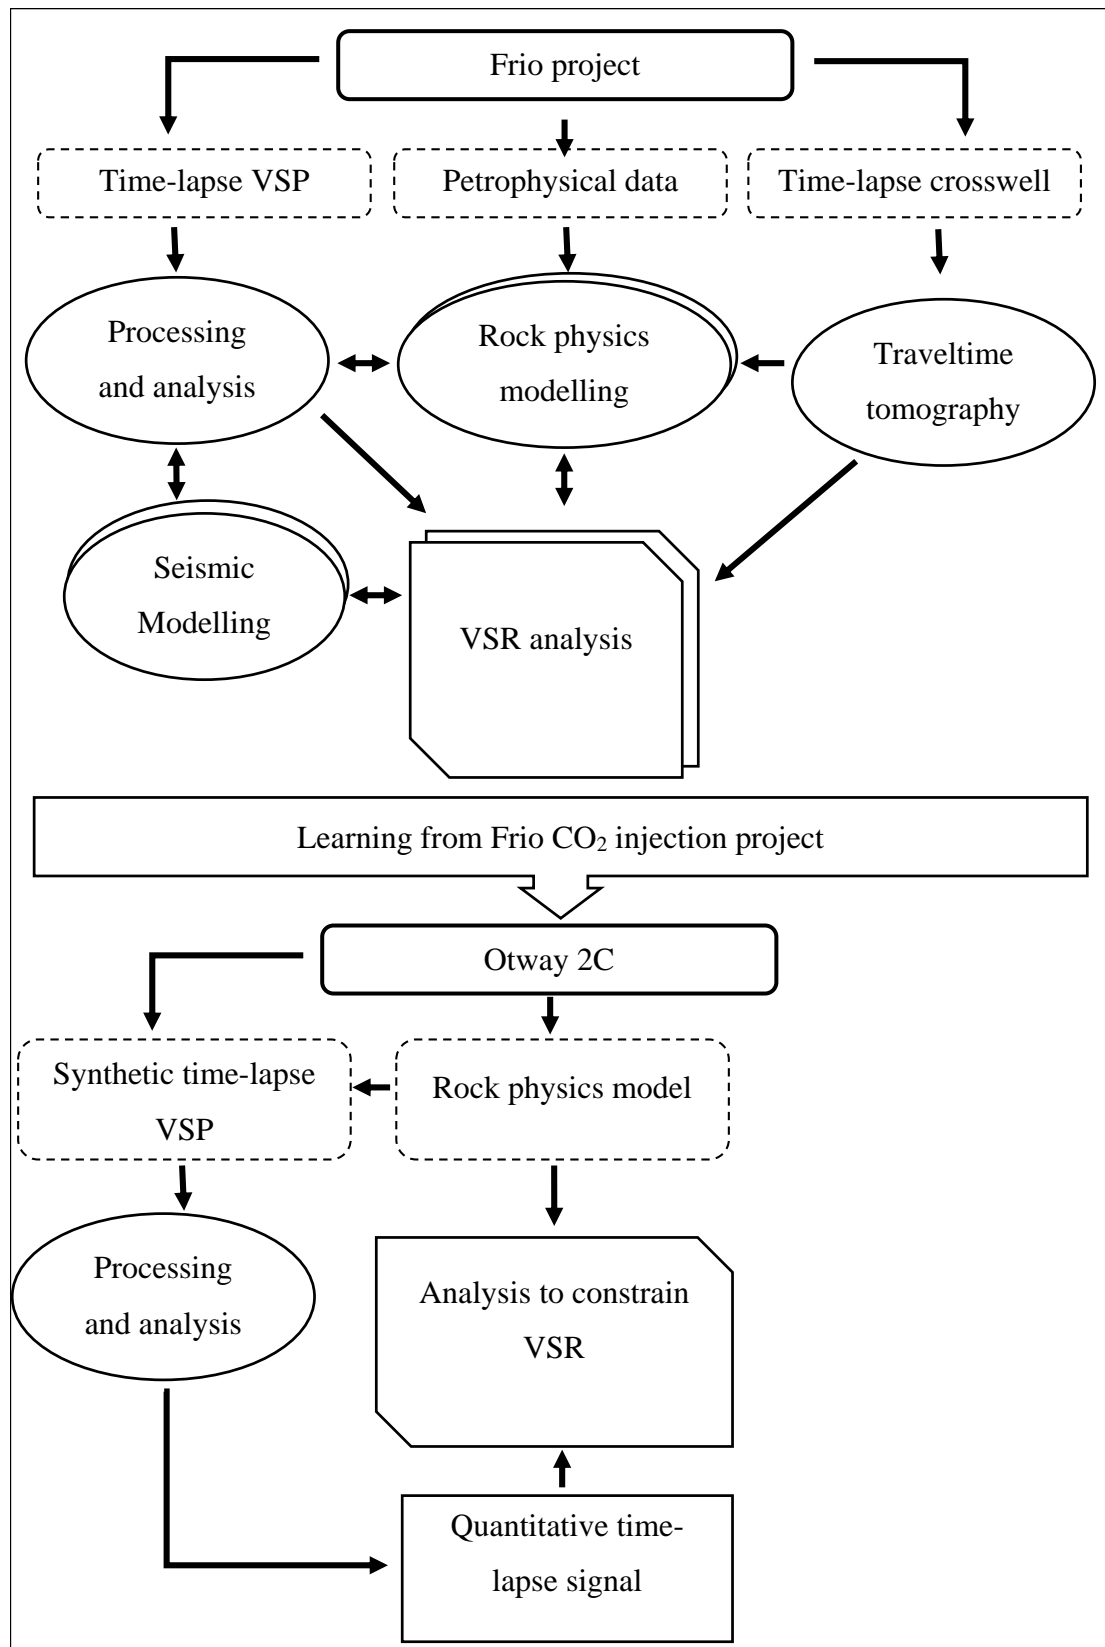 Frio project
Time-lapse VSP
Petrophysical data
Time-lapse crosswell
Processing
and analysis
Rock physics
modelling
Traveltime
tomography
Seismic
Modelling
VSR analysis
Learning from Frio CO₂ injection project
Otway 2C
Synthetic time-lapse
VSP
Rock physics model
Processing
and analysis
Analysis to constrain
VSR
Quantitative time-
lapse signal